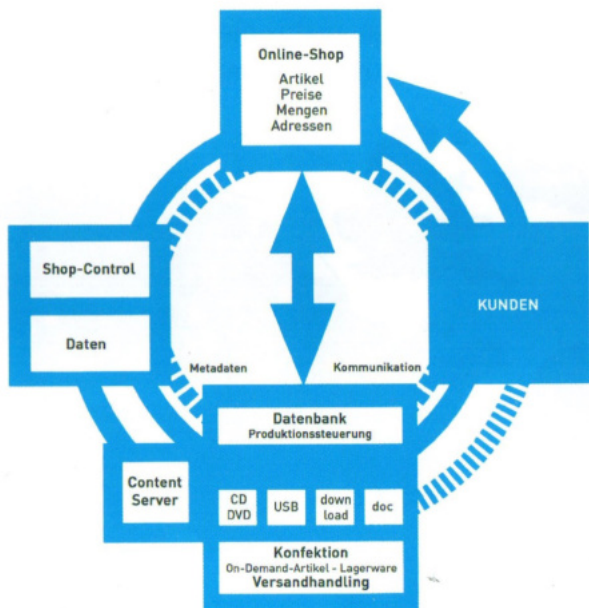 Online-Shop
Artikel
Preise
Mengen
Adressen
Shop-Control
Daten
KUNDEN
Metadaten
Kommunikation
Datenbank
Produktionssteuerung
Content
Server
CD
DVD
USB
down
load
doc
Konfektion
On-Demand-Artikel - Lagerware
Versandhandling